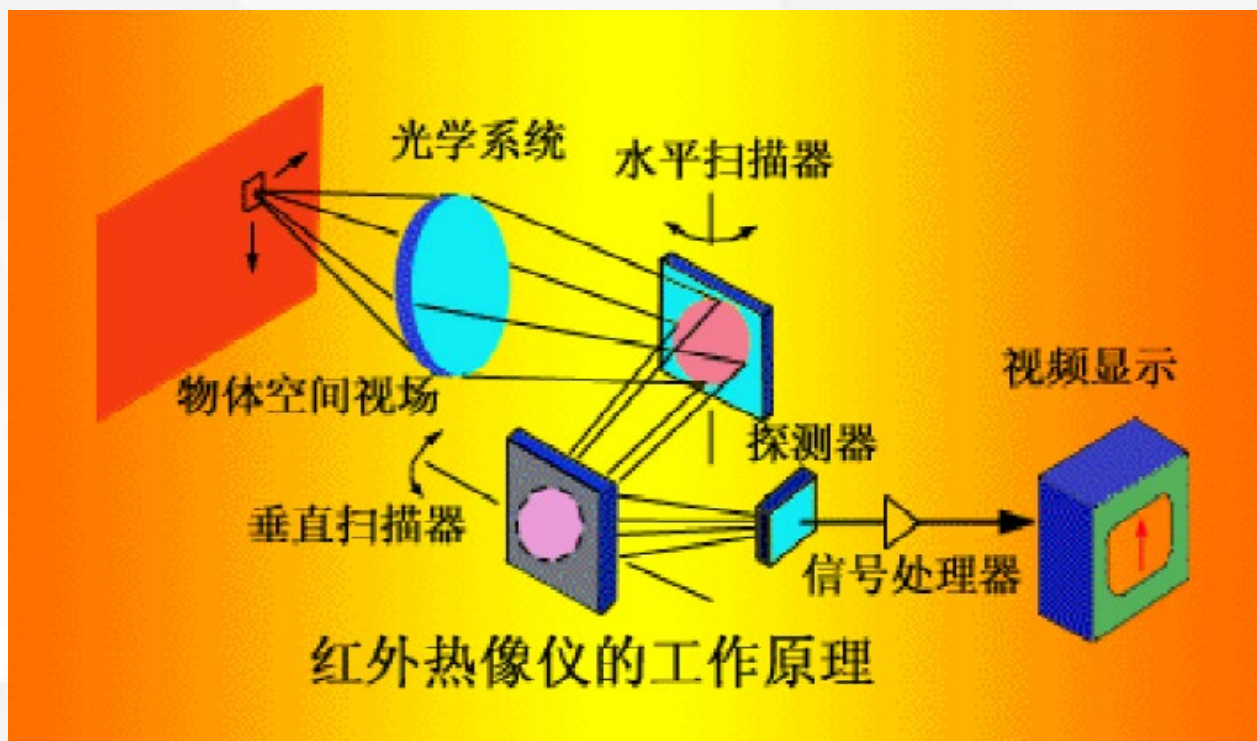 光学系统
水平扫描器
物体空间视场
视频显示
探测器
垂直扫描器
信号处理器
红外热像仪的工作原理